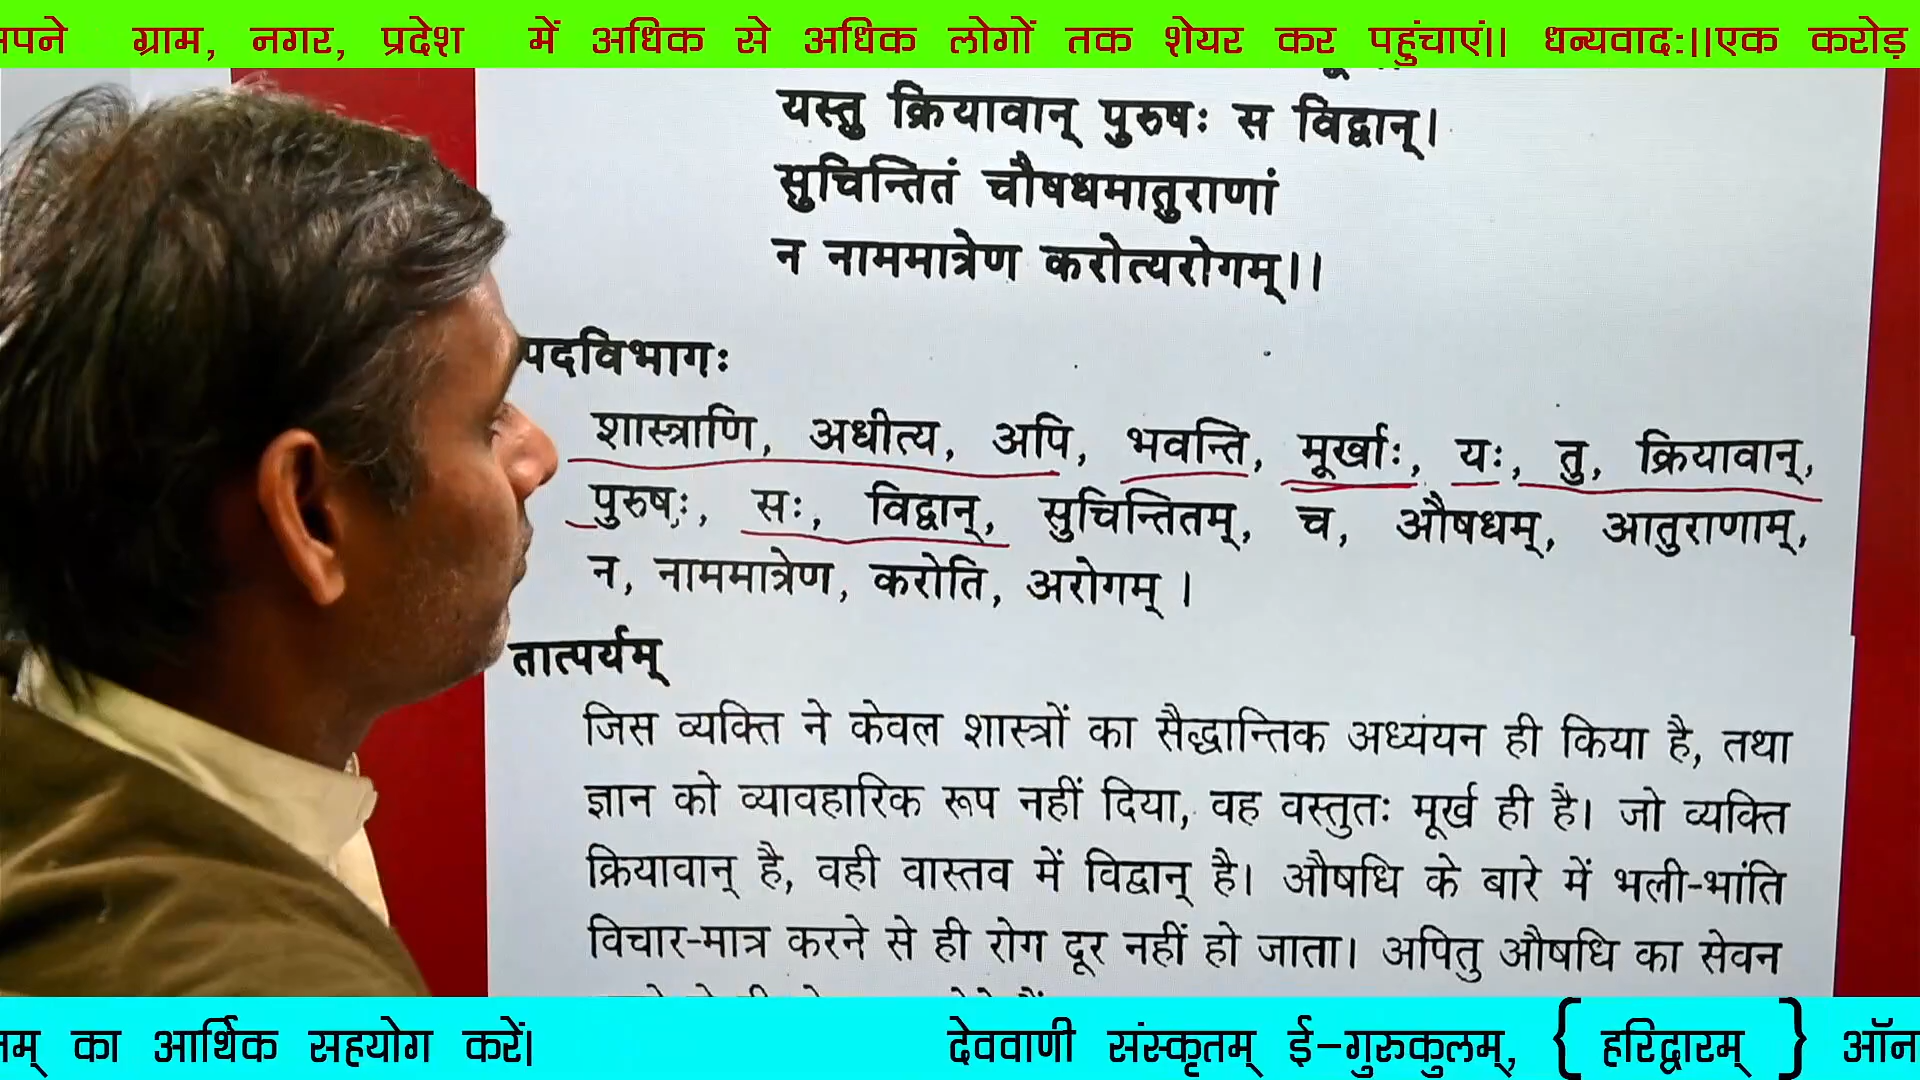 ग्राम, नगर, प्रदेश में अधिक से अधिक लोगों तक शेयर कर पहुंचाएं।। धन्यवादः।।एक करोड़
यस्तु क्रियावान् पुरुषः स विद्वान्।
सुचिन्तितं चौषधमातुराणां
न नाममात्रेण करोत्यरोगम्।।
पदविभागः
शास्त्राणि, अधीत्य, अपि, भवन्ति, मूर्खाः, यः, तु, क्रियावान्,
पुरुषः, सः, विद्वान्, सुचिन्तितम्, च, औषधम्, आतुराणाम्,
न, नाममात्रेण, करोति, अरोगम् ।
तात्पर्यम्
जिस व्यक्ति ने केवल शास्त्रों का सैद्धान्तिक अध्ययन ही किया है, तथा
ज्ञान को व्यावहारिक रूप नहीं दिया, वह वस्तुतः मूर्ख ही है। जो व्यक्ति
क्रियावान् है, वही वास्तव में विद्वान् है। औषधि के बारे में भली-भांति
विचार-मात्र करने से ही रोग दूर नहीं हो जाता। अपितु औषधि का सेवन
का आर्थिक सहयोग करें। देववाणी संस्कृतम् ई-गुरुकुलम्, { हरिद्वारम् }